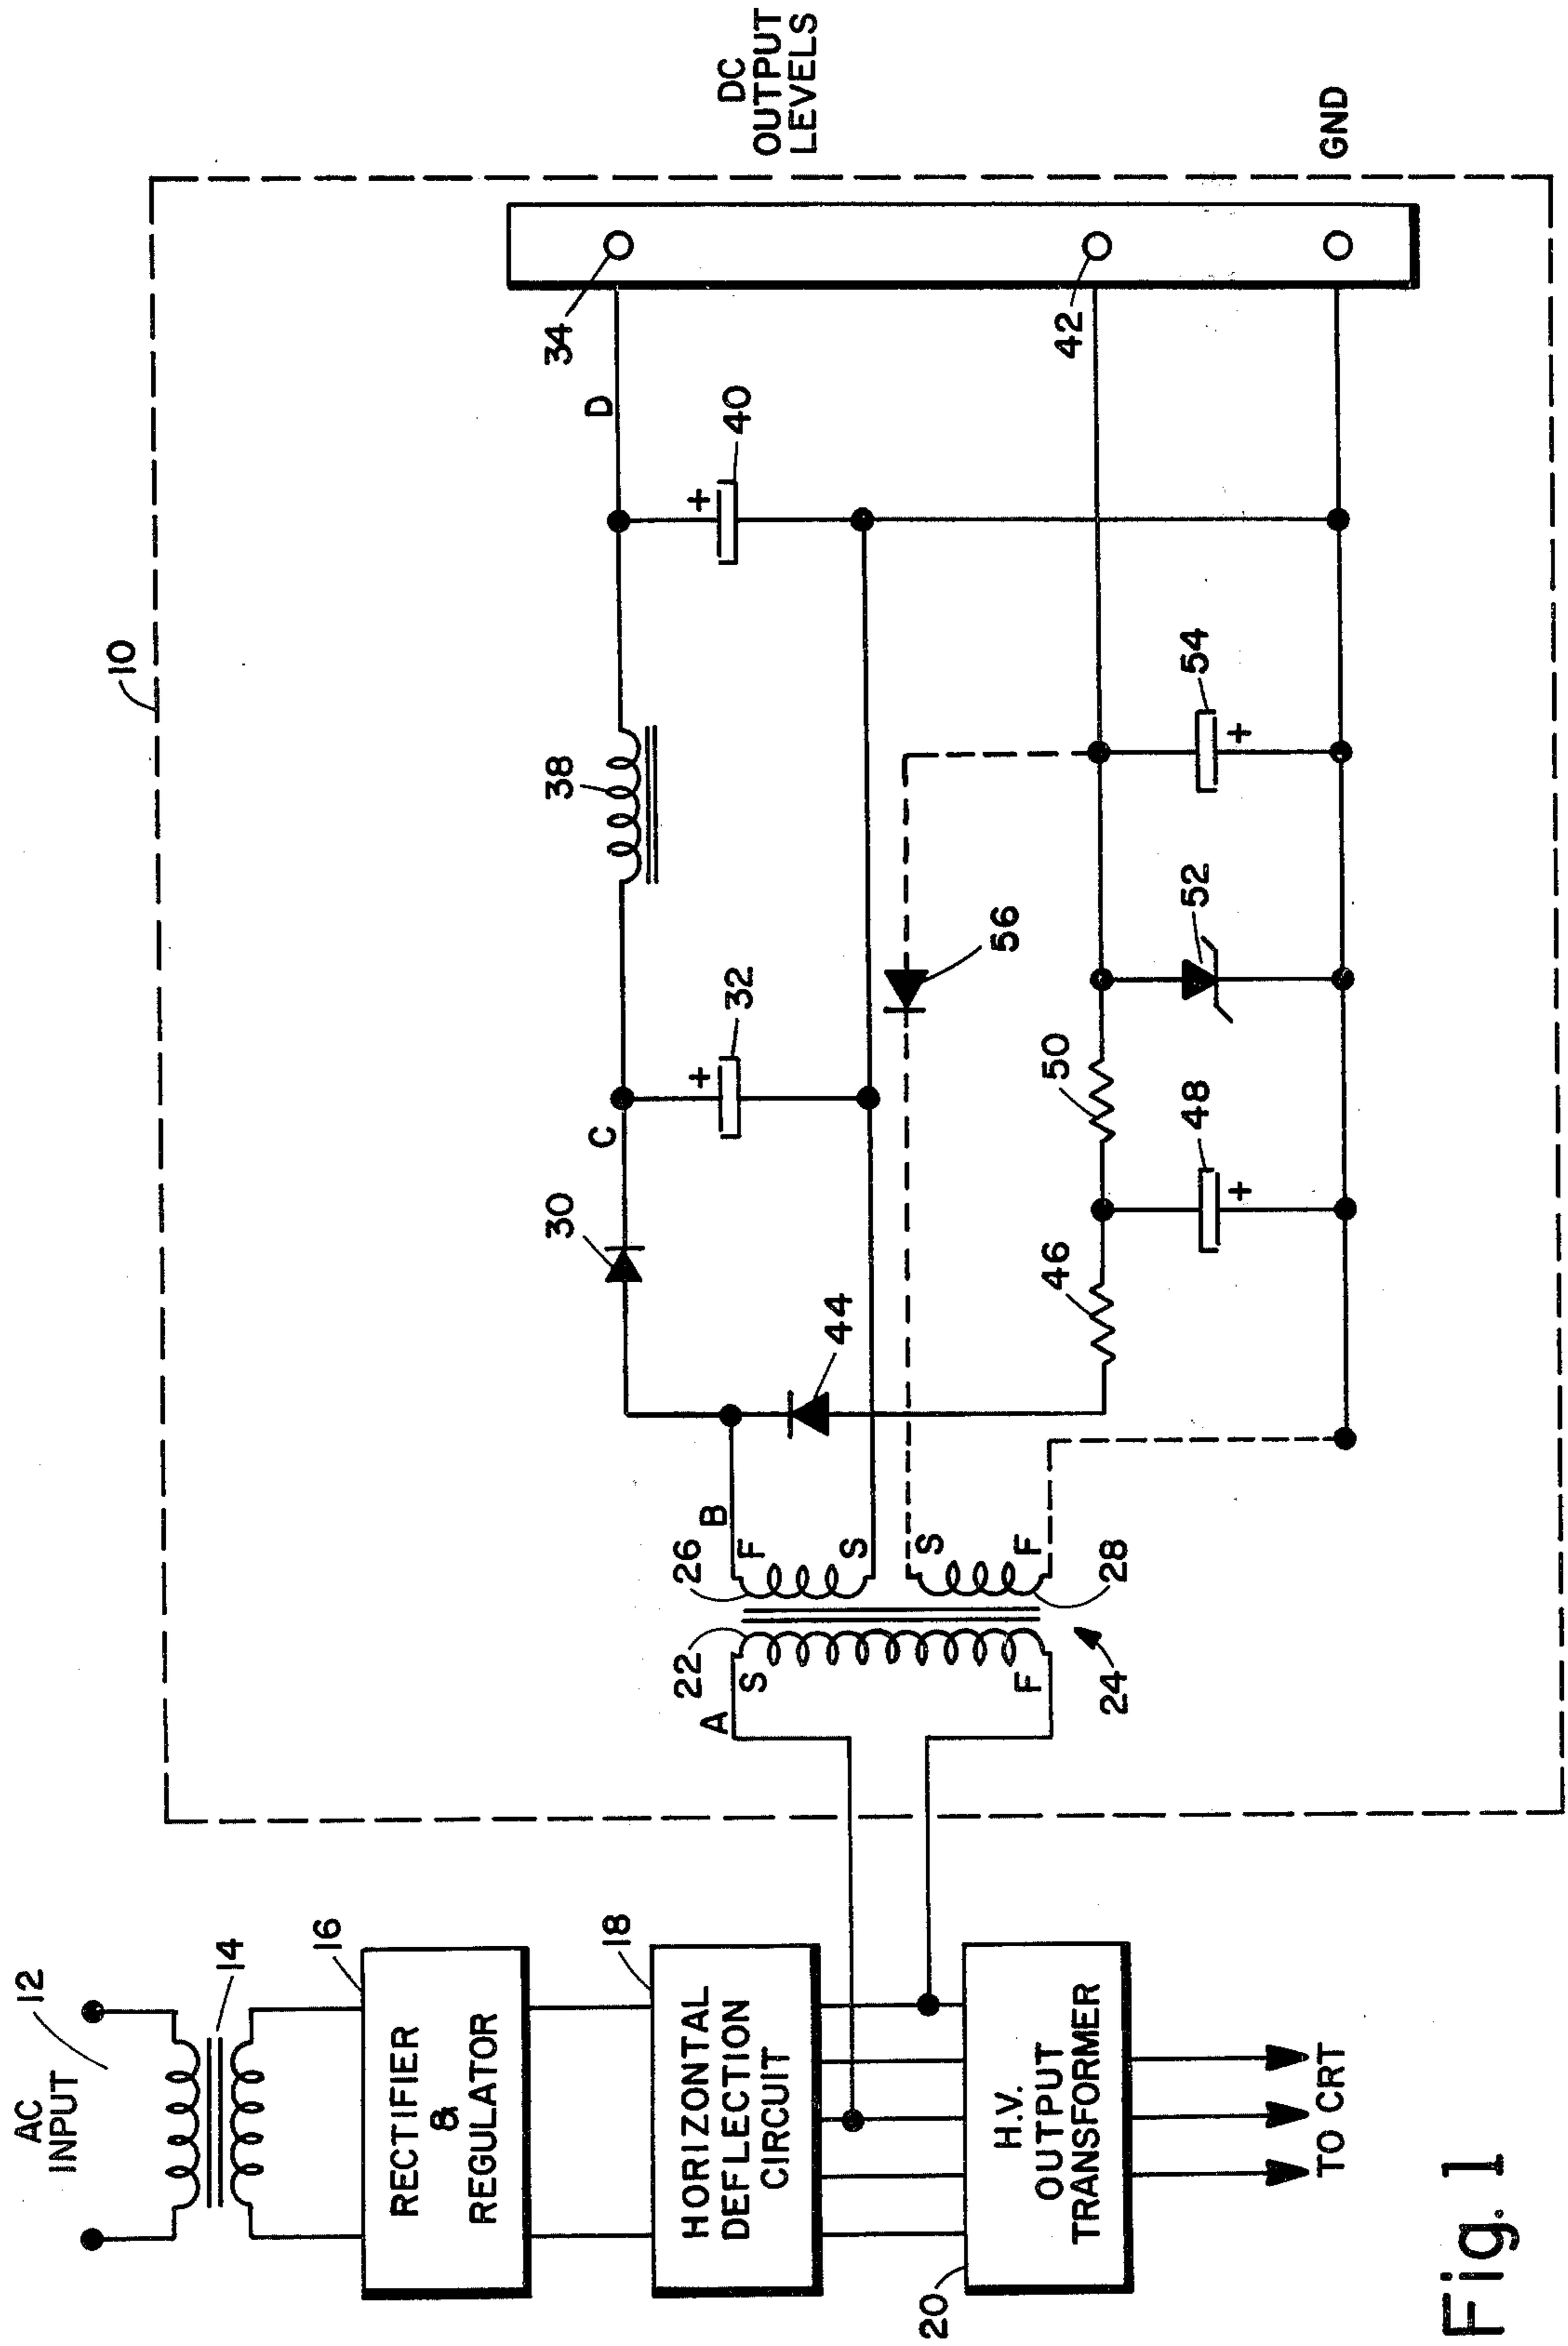 AC
INPUT
12
14
16
RECTIFIER
&
REGULATOR
18
HORIZONTAL
DEFLECTION
CIRCUIT
20
H.V.
OUTPUT
TRANSFORMER
TO CRT
10
A
22
S
F
24
26
F
S
S
F
28
B
44
30
C
32
+
38
40
+
D
34
DC
OUTPUT
LEVELS
56
46
48
+
50
52
54
+
42
GND
Fig. 1